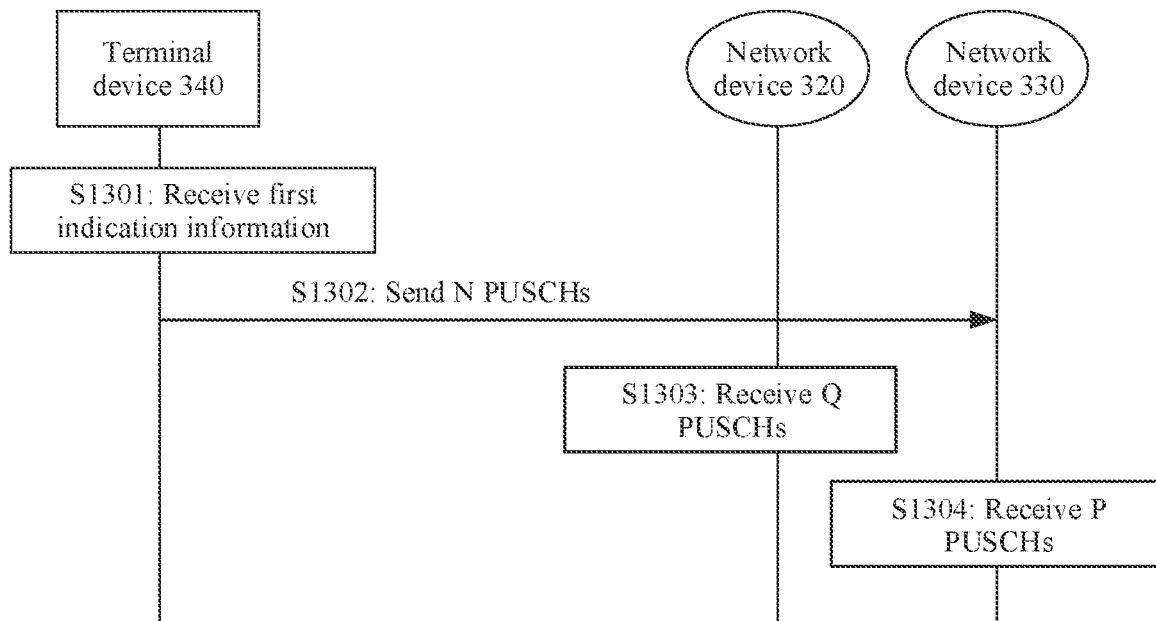 Terminal
device 340
Network
device 320
Network
device 330
S1301: Receive first
indication information
S1302: Send N PUSCHs
S1303: Receive Q
PUSCHs
S1304: Receive P
PUSCHs